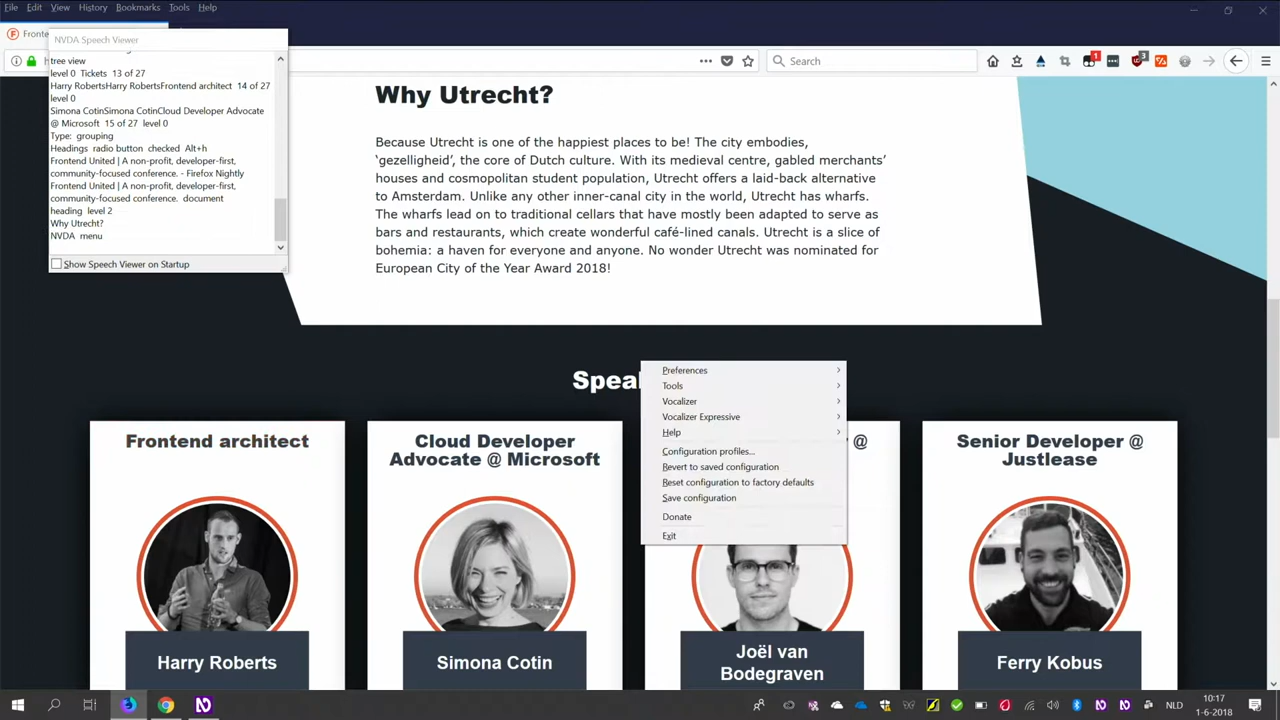 File Edit View History Bookmarks Tools Help
Fronte
NVDA Speech Viewer
tree view
level 0 Tickets 13 of 27
Harry RobertsHarry RobertsFrontend architect 14 of 27
level 0
Simona CotinSimona CotinCloud Developer Advocate
@ Microsoft 15 of 27 level 0
Type: grouping
Headings radio button checked Alt+h
Frontend United | A non-profit, developer-first,
community-focused conference. - Firefox Nightly
Frontend United | A non-profit, developer-first,
community-focused conference. document
heading level 2
Why Utrecht?
NVDA menu
Show Speech Viewer on Startup
Search
1
3
Why Utrecht?
Because Utrecht is one of the happiest places to be! The city embodies,
‘gezelligheid’, the core of Dutch culture. With its medieval centre, gabled merchants’
houses and cosmopolitan student population, Utrecht offers a laid-back alternative
to Amsterdam. Unlike any other inner-canal city in the world, Utrecht has wharfs.
The wharfs lead on to traditional cellars that have mostly been adapted to serve as
bars and restaurants, which create wonderful café-lined canals. Utrecht is a slice of
bohemia: a haven for everyone and anyone. No wonder Utrecht was nominated for
European City of the Year Award 2018!
Spea
Preferences
Tools
Vocalizer
Vocalizer Expressive
Help
Configuration profiles...
Revert to saved configuration
Reset configuration to factory defaults
Save configuration
Donate
Exit
Frontend architect
Harry Roberts
Cloud Developer
Advocate @ Microsoft
Simona Cotin
@
Joël van
Bodegraven
Senior Developer @
Justlease
Ferry Kobus
NLD
10:17
1-6-2018